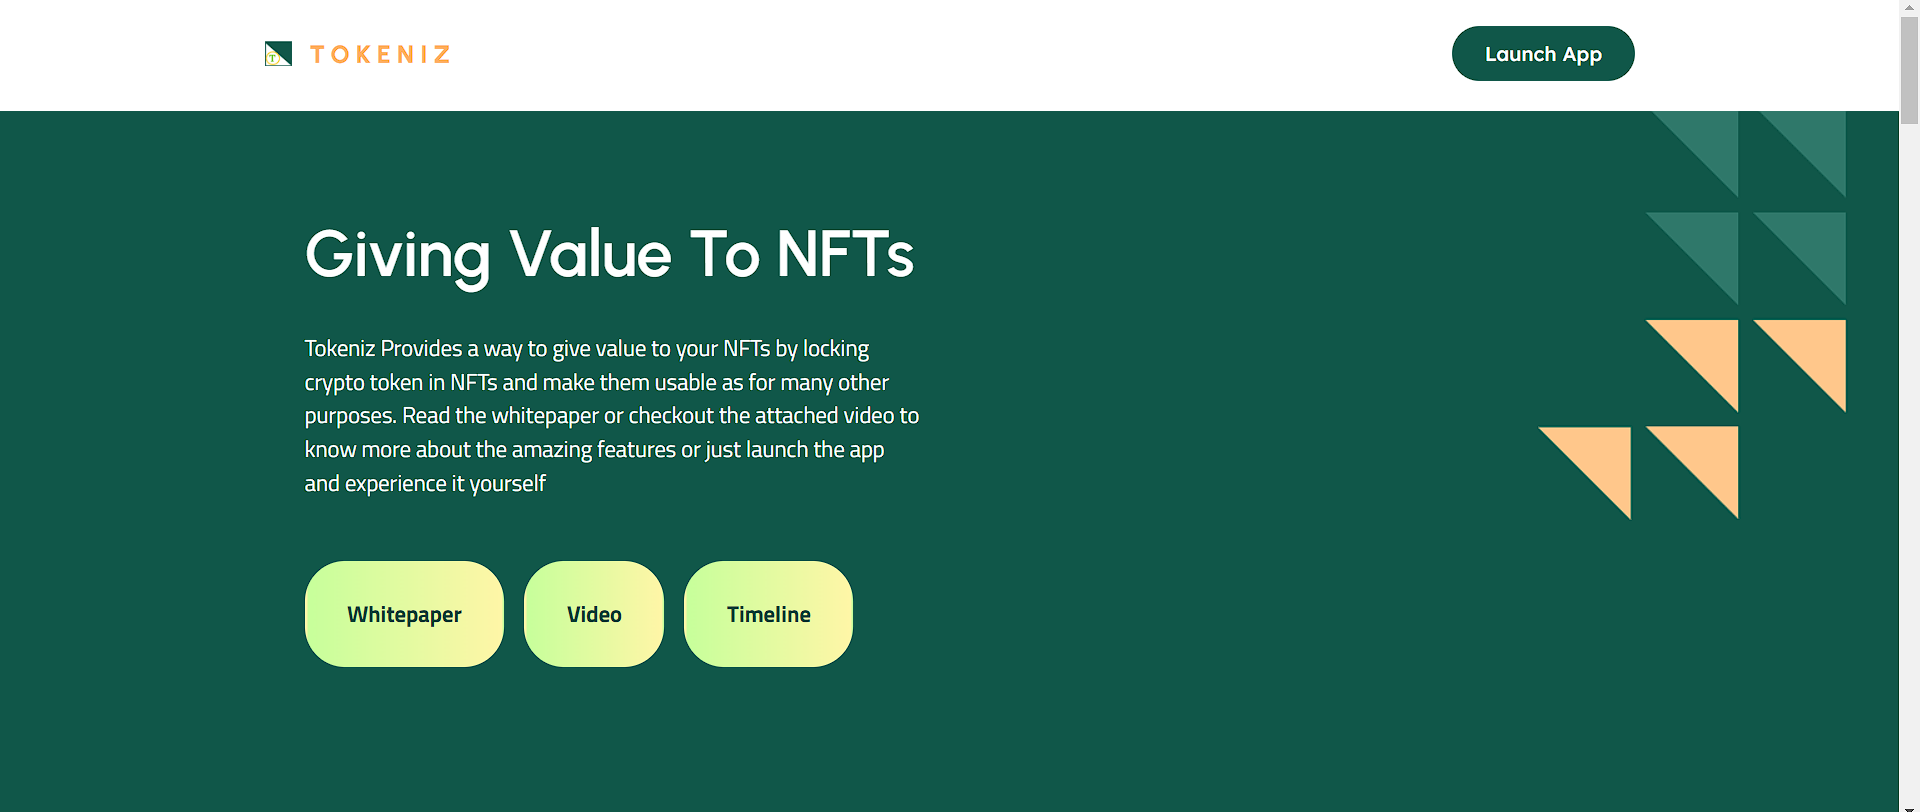 T
TOKENIZ
Launch App
Giving Value To NFTs
Tokeniz Provides a way to give value to your NFTs by locking
crypto token in NFTs and make them usable as for many other
purposes. Read the whitepaper or checkout the attached video to
know more about the amazing features or just launch the app
and experience it yourself
Whitepaper
Video
Timeline